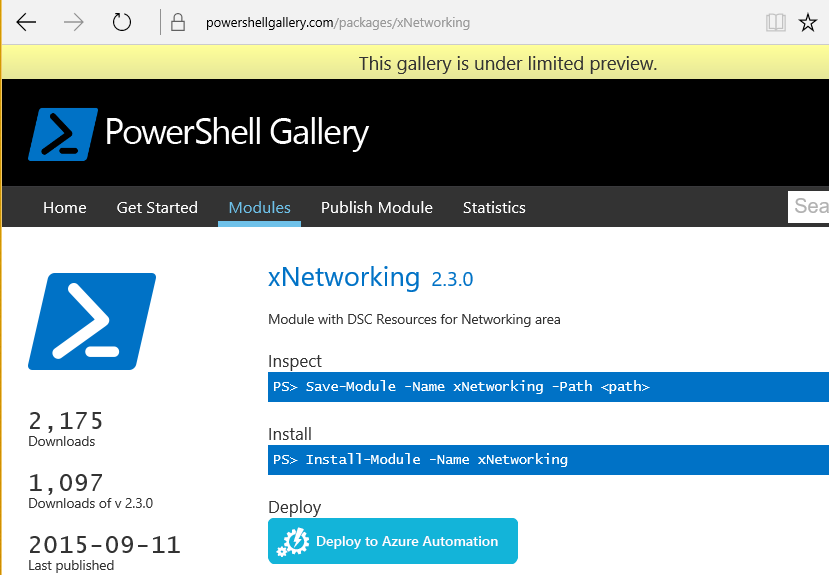 powershellgallery.com/packages/xNetworking
This gallery is under limited preview.
PowerShell Gallery
Home Get Started Modules Publish Module Statistics
xNetworking 2.3.0
Module with DSC Resources for Networking area
Inspect
PS> Save-Module -Name xNetworking -Path <path>
Install
PS> Install-Module -Name xNetworking
Deploy
Deploy to Azure Automation
2,175
Downloads
1,097
Downloads of v 2.3.0
2015-09-11
Last published